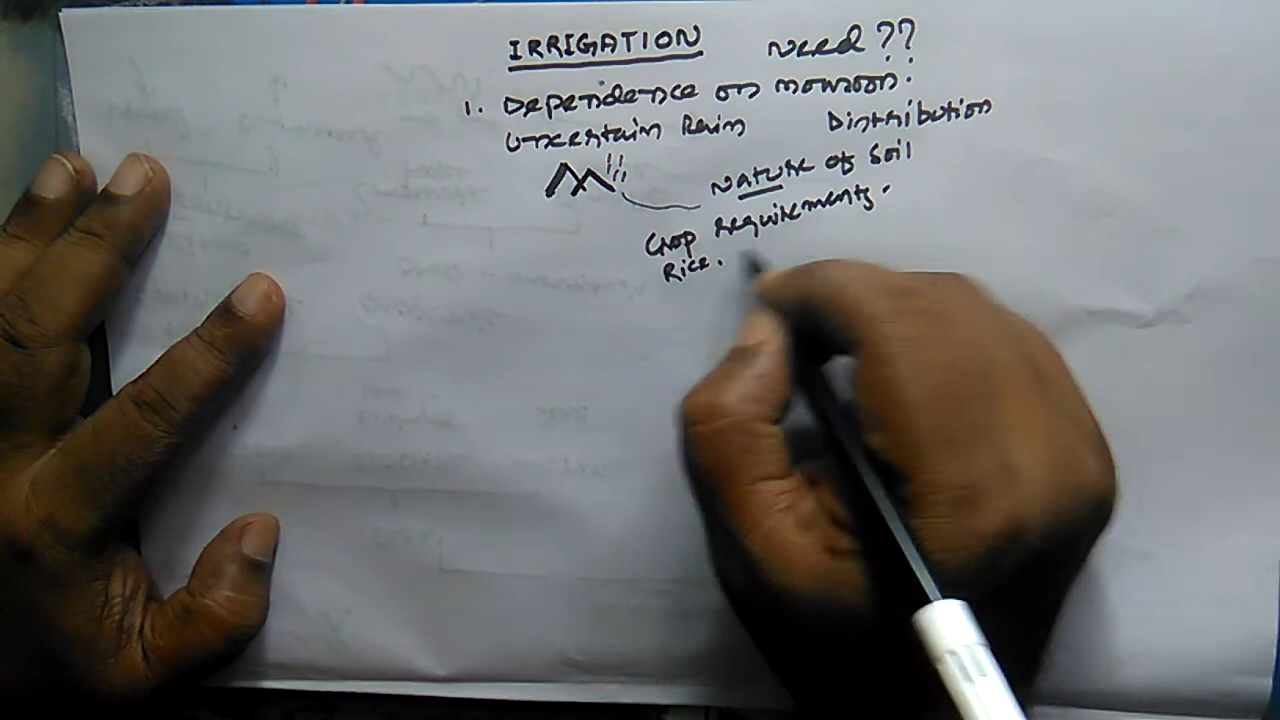 IRRIGATION Need??
1. Dependence on monsoon.
Uncertain Rain Distribution
Nature of Soil
Crop requirements.
Rice.